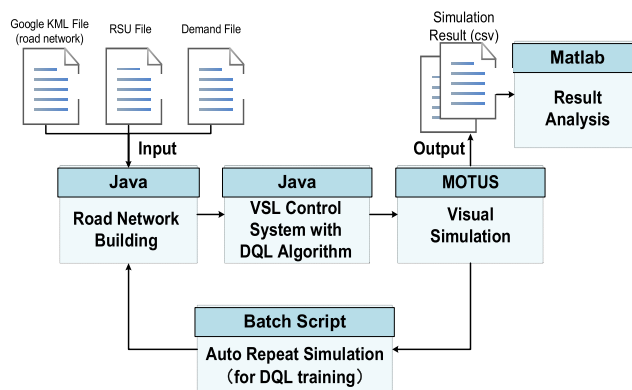 Google KML File
(road network)
RSU File
Demand File
Simulation
Result (csv)
Matlab
Result
Analysis
Input
Output
Java
Road Network
Building
Java
VSL Control
System with
DQL Algorithm
MOTUS
Visual
Simulation
Batch Script
Auto Repeat Simulation
（for DQL training）